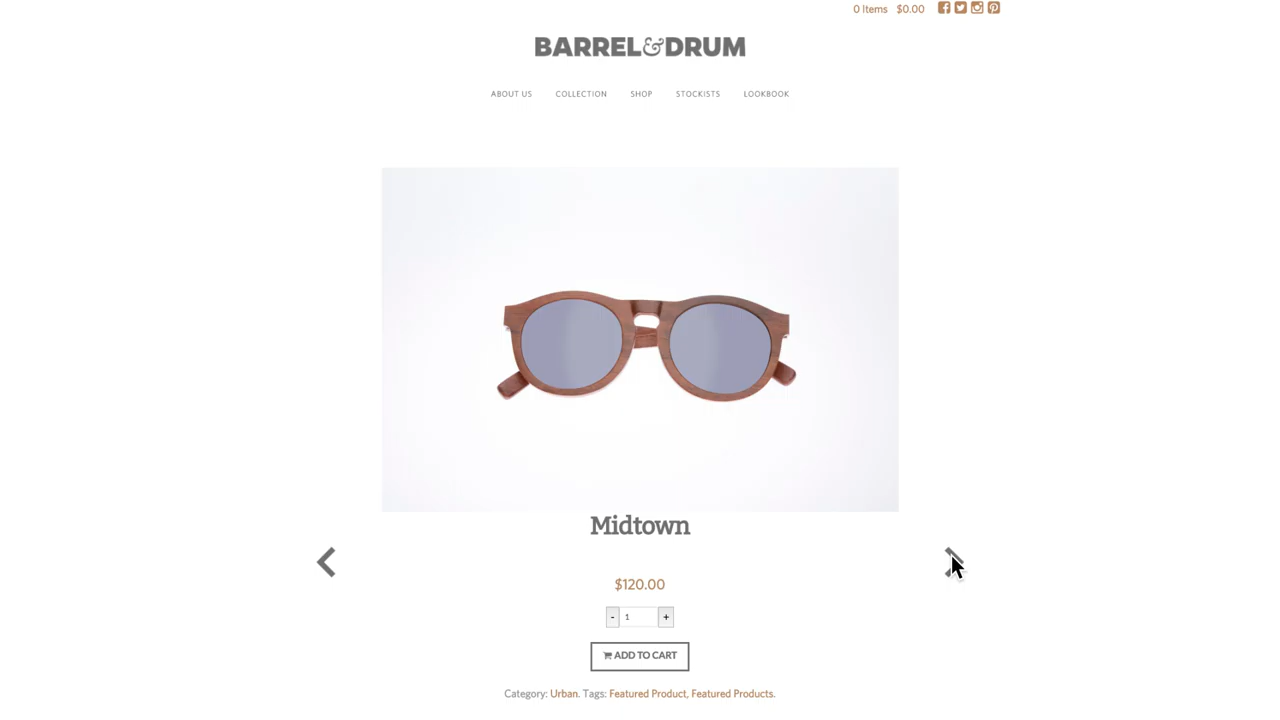 0 Items $0.00
BARREL&DRUM
ABOUT US COLLECTION SHOP STOCKISTS LOOKBOOK
Midtown
$120.00
- 1 +
ADD TO CART
Category: Urban. Tags: Featured Product, Featured Products.